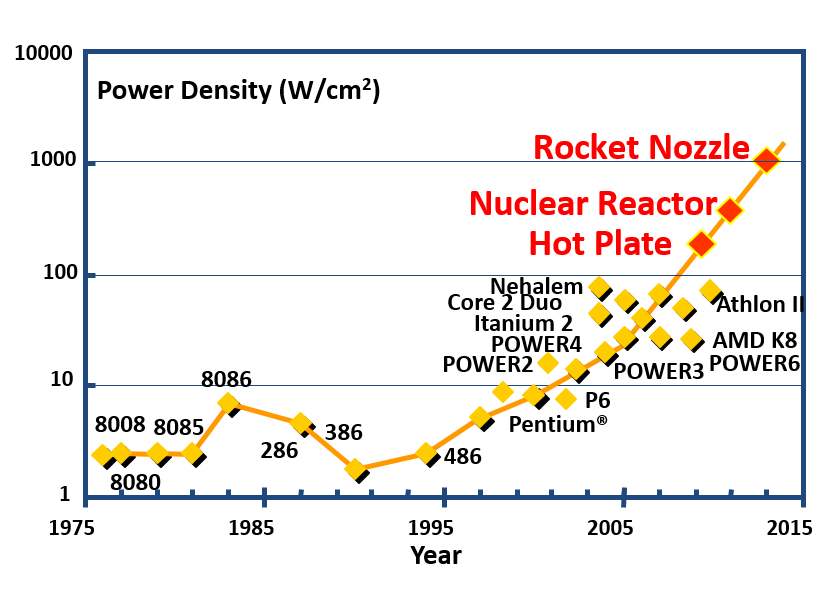 10000
Power Density (W/cm²)
1000
Rocket Nozzle
Nuclear Reactor
Hot Plate
100
Nehalem
Core 2 Duo
Athlon II
Itanium 2
POWER4
AMD K8
POWER2
POWER3
POWER6
10
8086
P6
8008
8085
Pentium®
286
386
486
8080
1
1975
1985
1995
2005
2015
Year